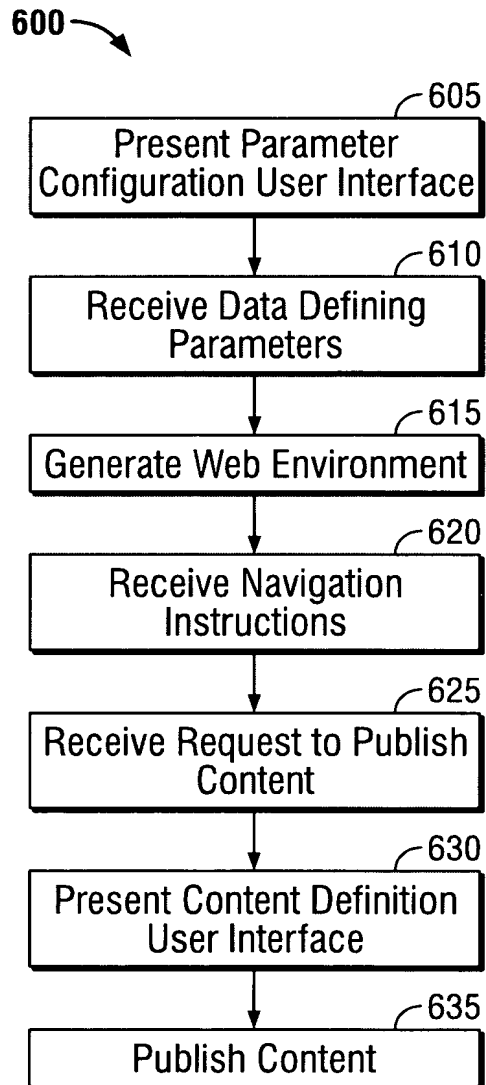 600
605
Present Parameter
Configuration User Interface
610
Receive Data Defining
Parameters
615
Generate Web Environment
620
Receive Navigation
Instructions
625
Receive Request to Publish
Content
630
Present Content Definition
User Interface
635
Publish Content